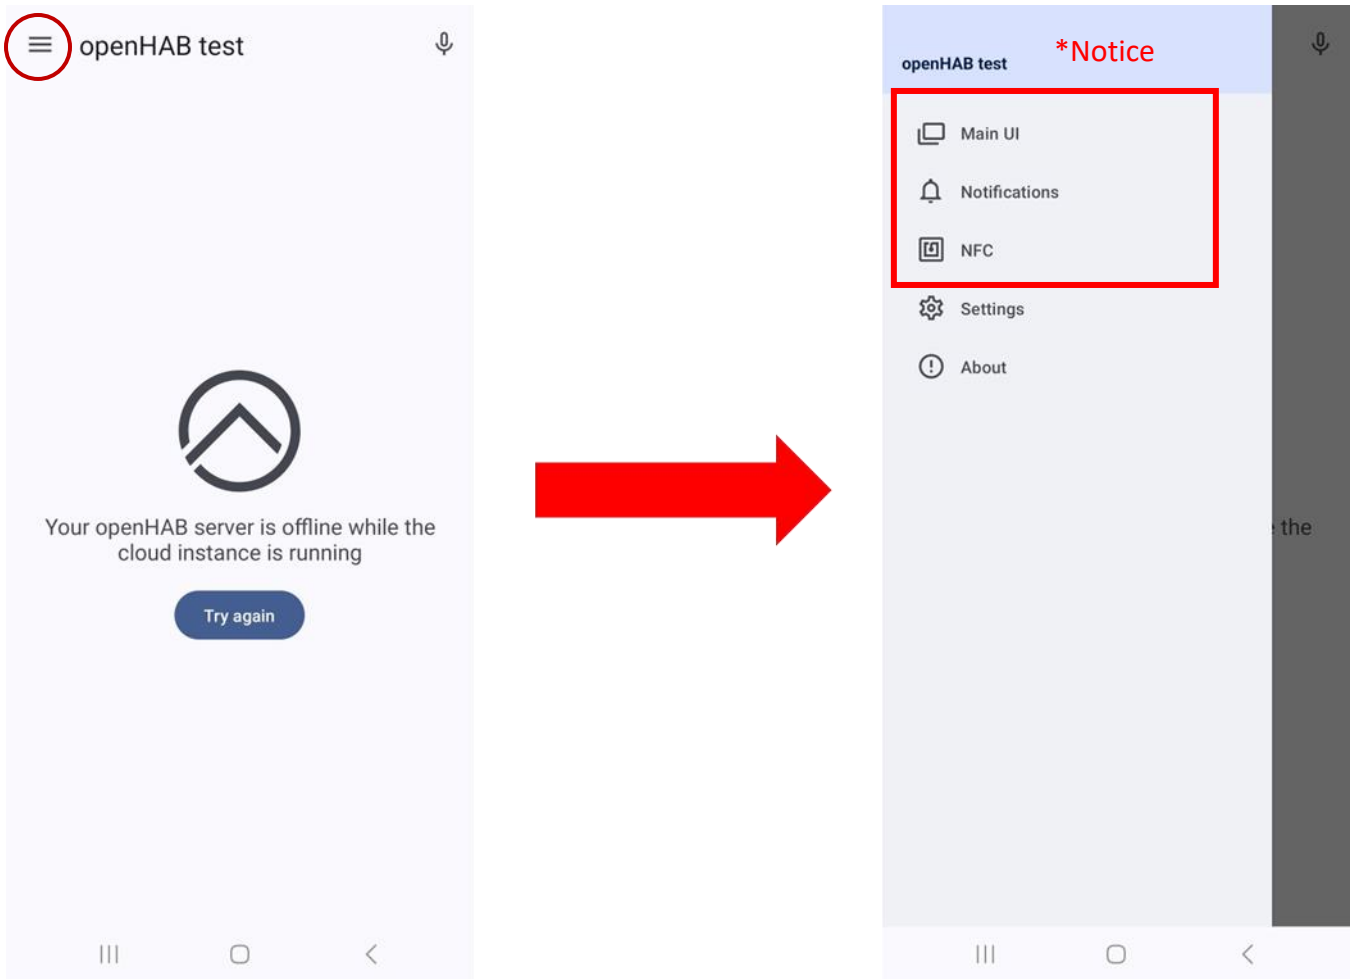 openHAB test
Your openHAB server is offline while the
cloud instance is running
Try again
*Notice
openHAB test
Main UI
Notifications
NFC
Settings
About
the